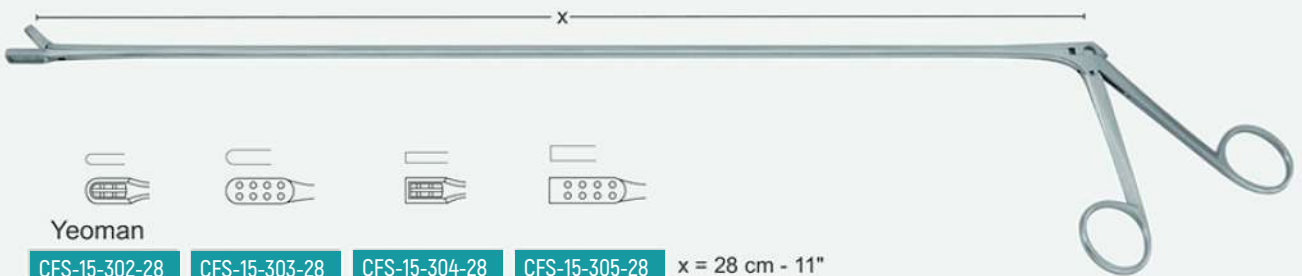 x
Yeoman
CFS-15-302-28 CFS-15-303-28 CFS-15-304-28 CFS-15-305-28 x = 28 cm - 11"